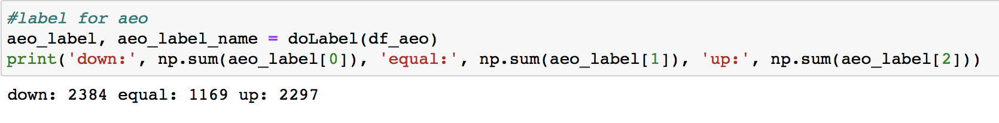 #label for aeo
aeo_label, aeo_label_name = doLabel(df_aeo)
print('down:', np.sum(aeo_label[0]), 'equal:', np.sum(aeo_label[1]), 'up:', np.sum(aeo_label[2]))
down: 2384 equal: 1169 up: 2297